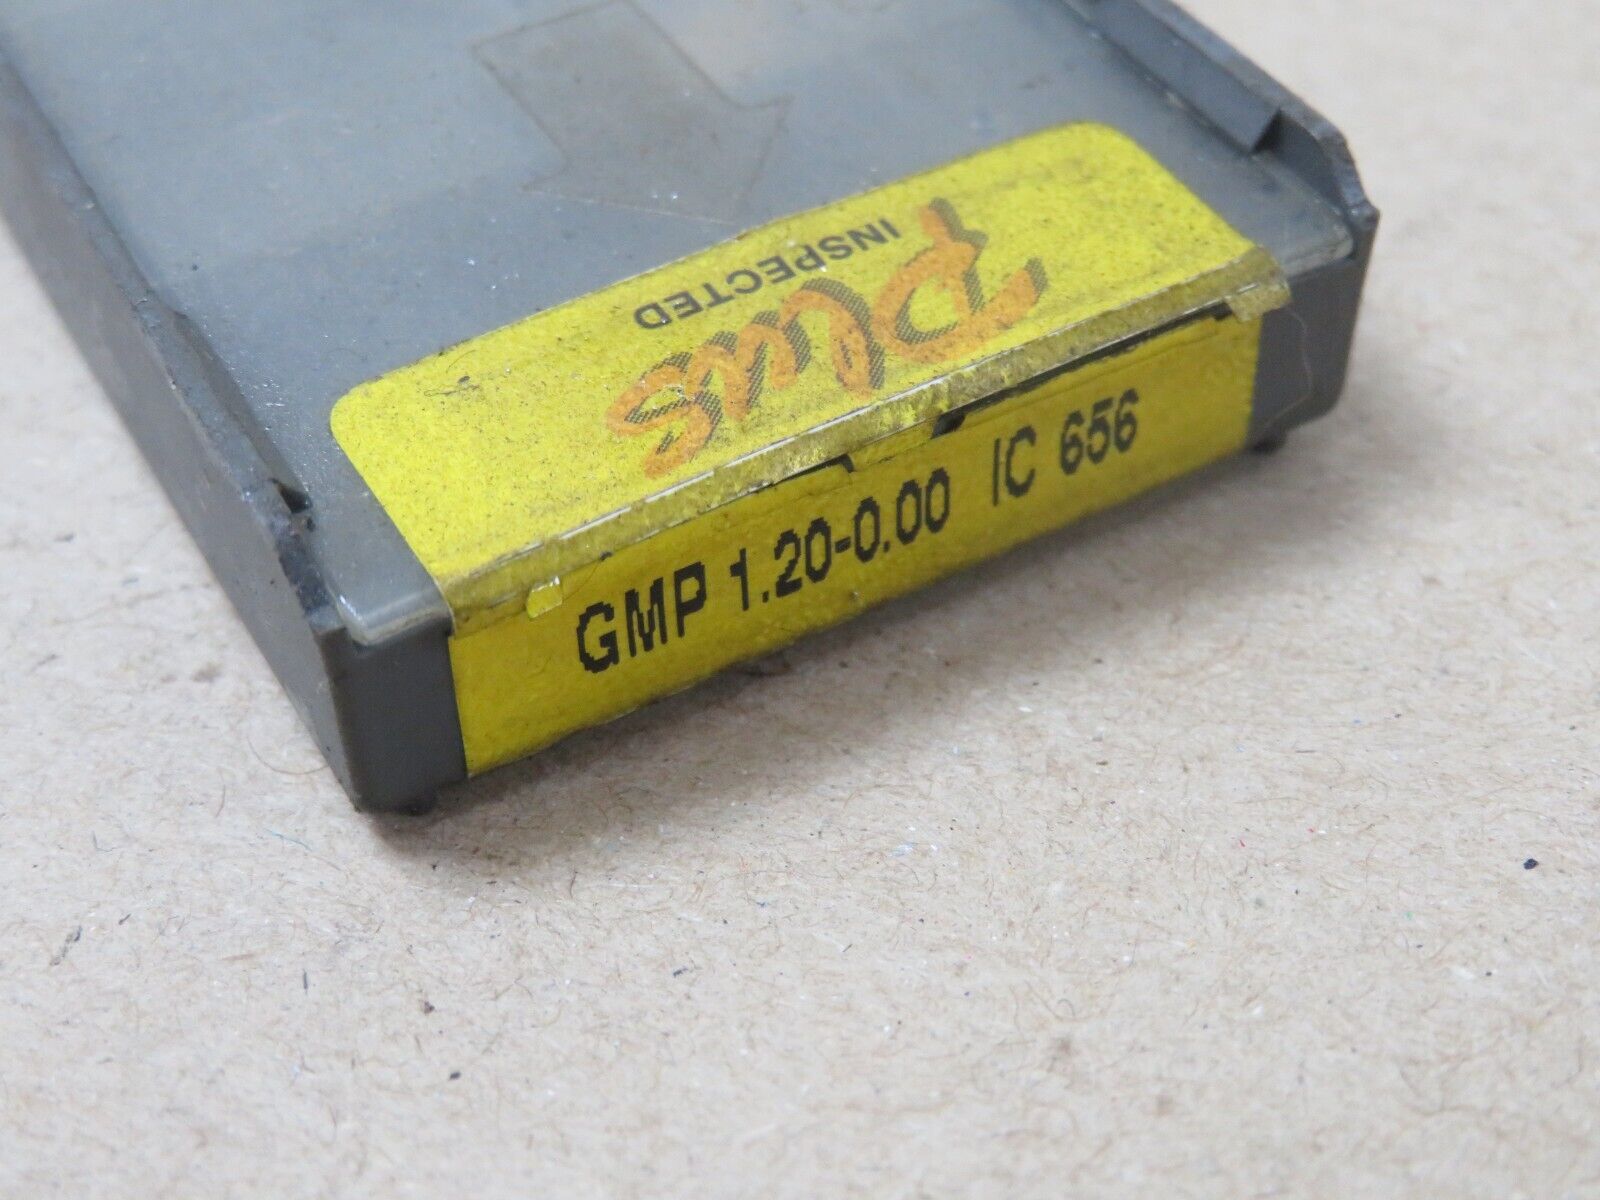 Plus
INSPECTED
GMP 1.20-0.00 IC 656